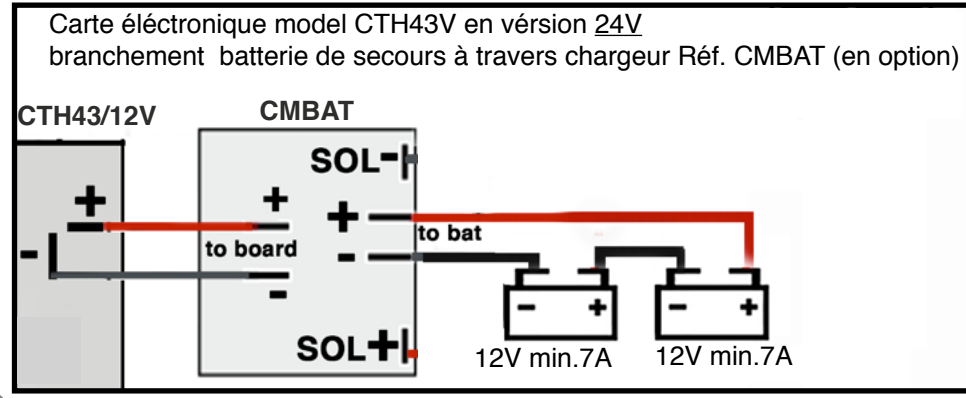 Carte éléctronique model CTH43V en vérsion 24V
branchement batterie de secours à travers chargeur Réf. CMBAT (en option)
CTH43/12V
CMBAT
SOL-
+
+
+
to bat
-
to board
-
-
- +
- +
SOL+
12V min.7A
12V min.7A